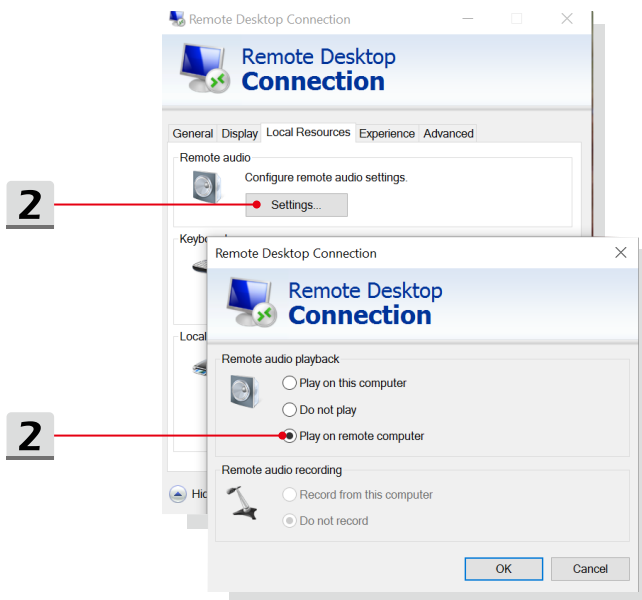 Remote Desktop Connection
Remote Desktop
Connection
General Display Local Resources Experience Advanced
Remote audio
Configure remote audio settings.
2
Settings...
Remote Desktop Connection
Remote Desktop
Connection
Local
Remote audio playback
Play on this computer
Do not play
2
Play on remote computer
Remote audio recording
Record from this computer
Do not record
OK Cancel